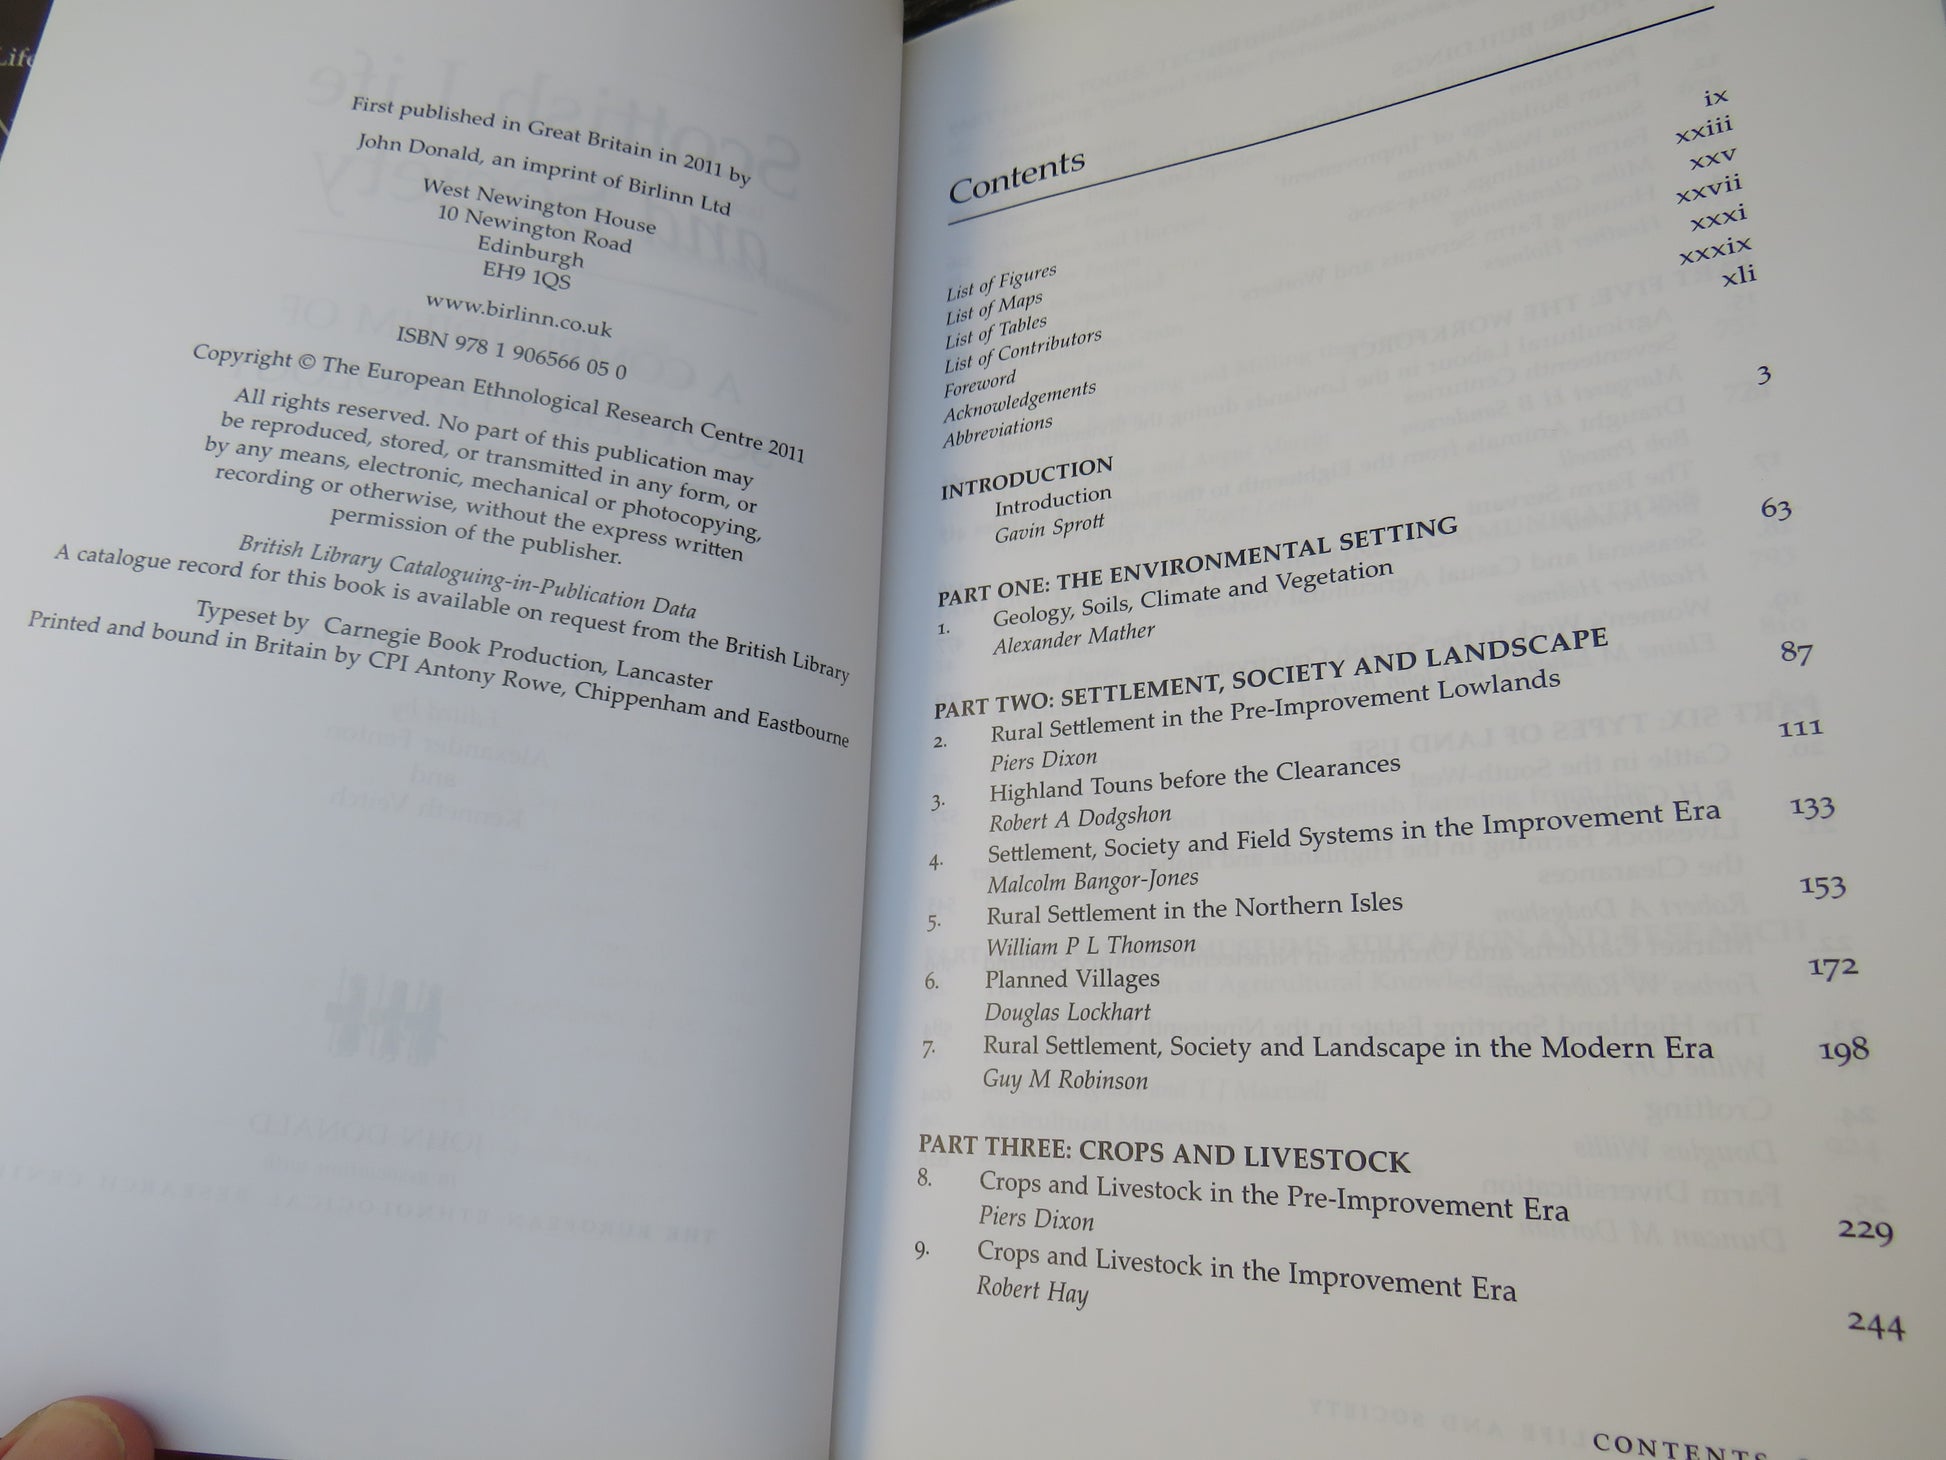 First published in Great Britain in 2011 by
John Donald, an imprint of Birlinn Ltd
West Newington House
10 Newington Road
Edinburgh
EH9 1QS
www.birlinn.co.uk
ISBN 978 1 906566 05 0
Copyright © The European Ethnological Research Centre 2011
All rights reserved. No part of this publication may
be reproduced, stored, or transmitted in any form, or
by any means, electronic, mechanical or photocopying,
recording or otherwise, without the express written
permission of the publisher.
British Library Cataloguing-in-Publication Data
A catalogue record for this book is available on request from the British Library
Typeset by Carnegie Book Production, Lancaster
Printed and bound in Britain by CPI Antony Rowe, Chippenham and Eastbourne
Contents
List of Figures ix
List of Maps xxiii
List of Tables xxv
List of Contributors xxvii
Foreword xxxi
Acknowledgements xxxix
Abbreviations xli
INTRODUCTION
Introduction 3
Gavin Sprott
PART ONE: THE ENVIRONMENTAL SETTING
1. Geology, Soils, Climate and Vegetation 63
Alexander Mather
PART TWO: SETTLEMENT, SOCIETY AND LANDSCAPE
2. Rural Settlement in the Pre-Improvement Lowlands 87
Piers Dixon
3. Highland Touns before the Clearances 111
Robert A Dodgshon
4. Settlement, Society and Field Systems in the Improvement Era 133
Malcolm Bangor-Jones
5. Rural Settlement in the Northern Isles 153
William P L Thomson
6. Planned Villages 172
Douglas Lockhart
7. Rural Settlement, Society and Landscape in the Modern Era 198
Guy M Robinson
PART THREE: CROPS AND LIVESTOCK
8. Crops and Livestock in the Pre-Improvement Era 229
Piers Dixon
9. Crops and Livestock in the Improvement Era 244
Robert Hay
CONTENTS